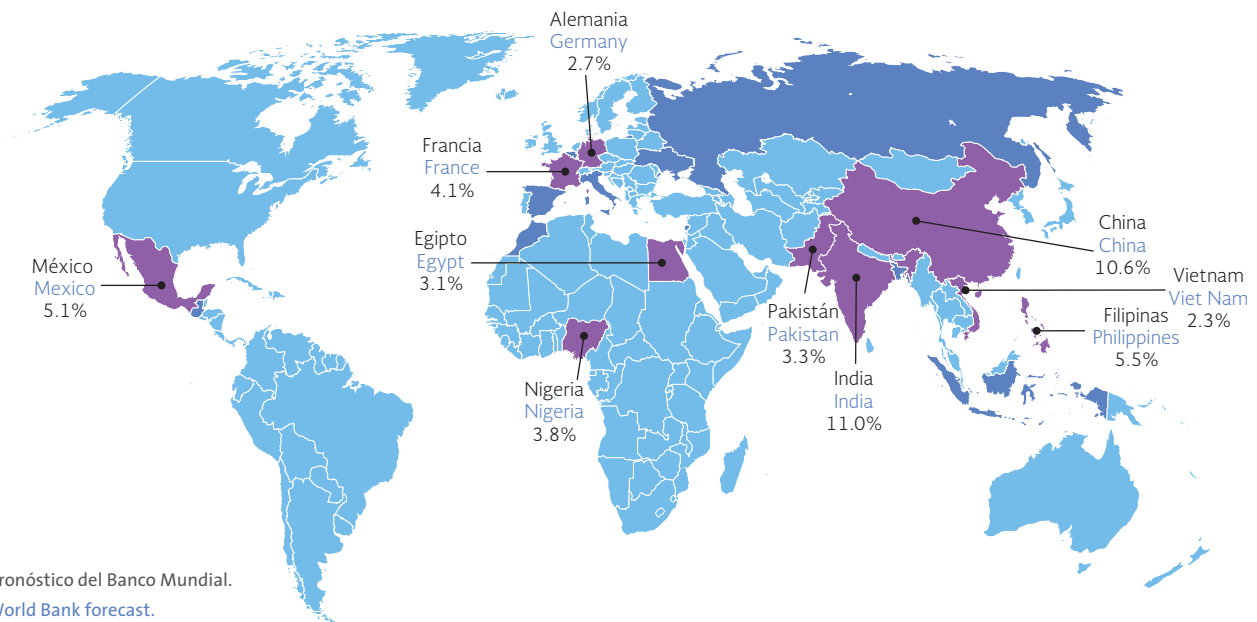 Alemania
Germany
2.7%
Francia
France
4.1%
Egipto
Egypt
3.1%
México
Mexico
5.1%
Nigeria
Nigeria
3.8%
Pakistán
Pakistan
3.3%
India
India
11.0%
China
China
10.6%
Vietnam
Viet Nam
2.3%
Filipinas
Philippines
5.5%
ronóstico del Banco Mundial.
World Bank forecast.